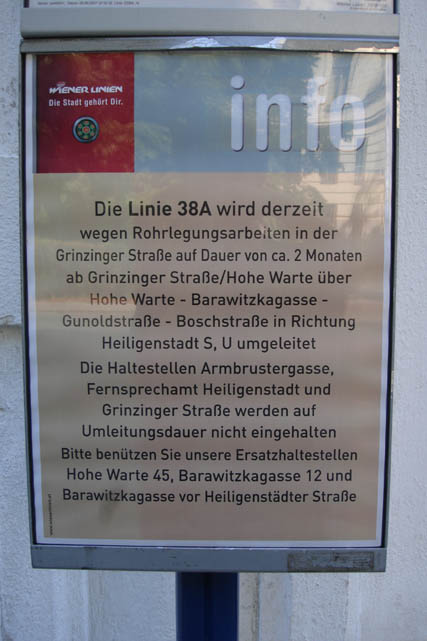 WIENER LINIEN
Die Stadt gehört Dir.
info
Die Linie 38A wird derzeit
wegen Rohrlegungsarbeiten in der
Grinzinger Straße auf Dauer von ca. 2 Monaten
ab Grinzinger Straße/Hohe Warte über
Hohe Warte - Barawitzkagasse -
Gunoldstraße - Boschstraße in Richtung
Heiligenstadt S, U umgeleitet
Die Haltestellen Armbrustergasse,
Fernsprechamt Heiligenstadt und
Grinzinger Straße werden auf
Umleitungsdauer nicht eingehalten
Bitte benützen Sie unsere Ersatzhaltestellen
Hohe Warte 45, Barawitzkagasse 12 und
Barawitzkagasse vor Heiligenstädter Straße